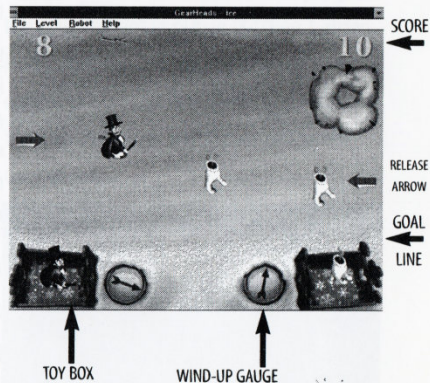 GearHeads - Ice
File Level Robot Help
8 10
SCORE
RELEASE
ARROW
GOAL
LINE
TOY BOX
WIND-UP GAUGE